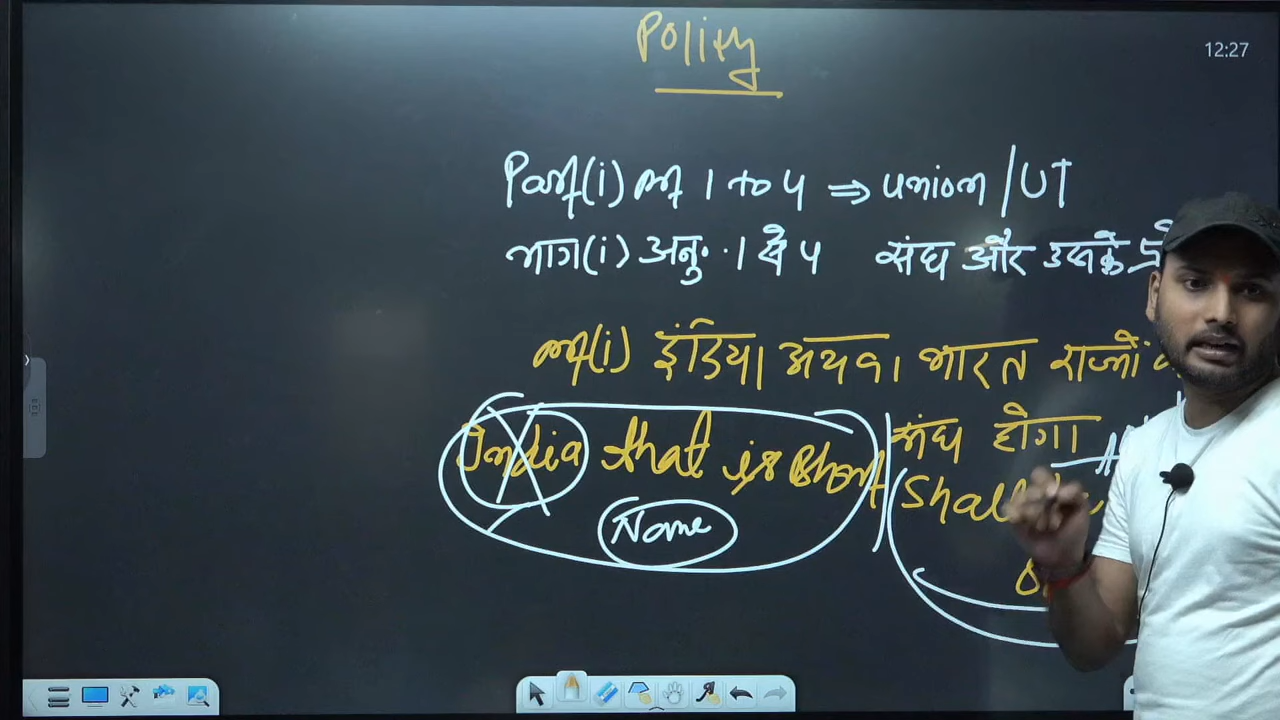 Polity
12:27
Part(i) Art 1 to 4 ⇒ union / UT
भाग(i) अनु॰ 1 से 4 संघ और उसके
Art(i) इंडिया अथवा भारत राज्यों
India that is Bharat संघ होगा
Shall
Name